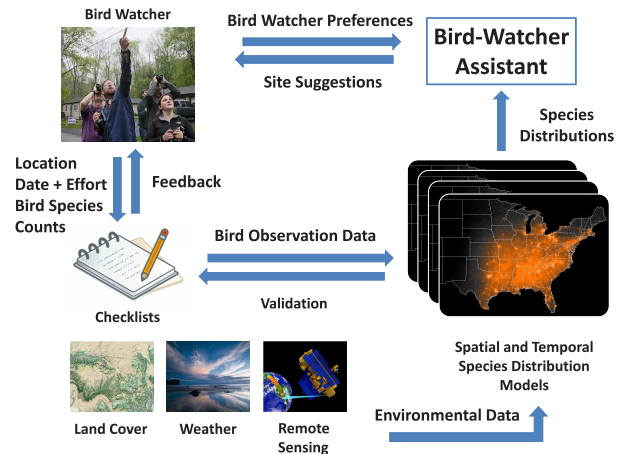 Bird Watcher
Bird Watcher Preferences
Site Suggestions
Bird-Watcher
Assistant
Species
Distributions
Location
Date + Effort
Bird Species
Counts
Feedback
Bird Observation Data
Validation
Checklists
Spatial and Temporal
Species Distribution
Models
Land Cover
Weather
Remote
Sensing
Environmental Data